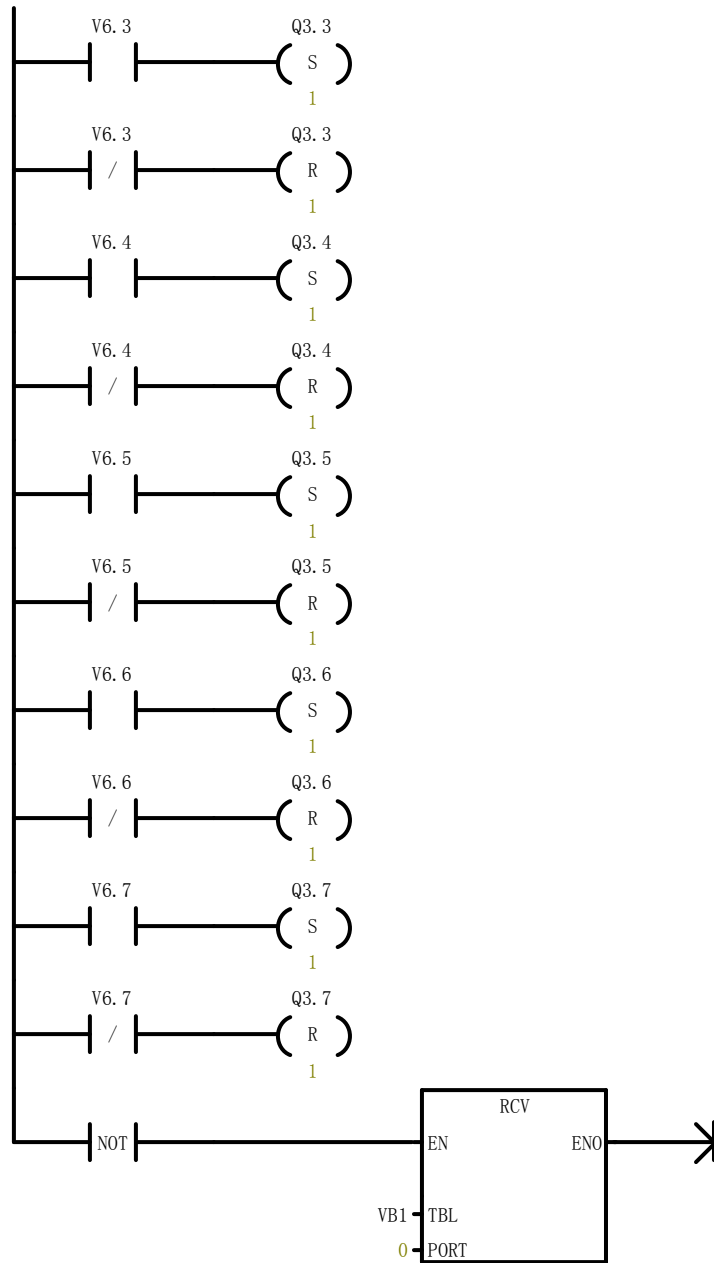 V6.3 Q3.3
S
1
V6.3 Q3.3
/ R
1
V6.4 Q3.4
S
1
V6.4 Q3.4
/ R
1
V6.5 Q3.5
S
1
V6.5 Q3.5
/ R
1
V6.6 Q3.6
S
1
V6.6 Q3.6
/ R
1
V6.7 Q3.7
S
1
V6.7 Q3.7
/ R
1
RCV
NOT EN ENO
VB1 TBL
0 PORT